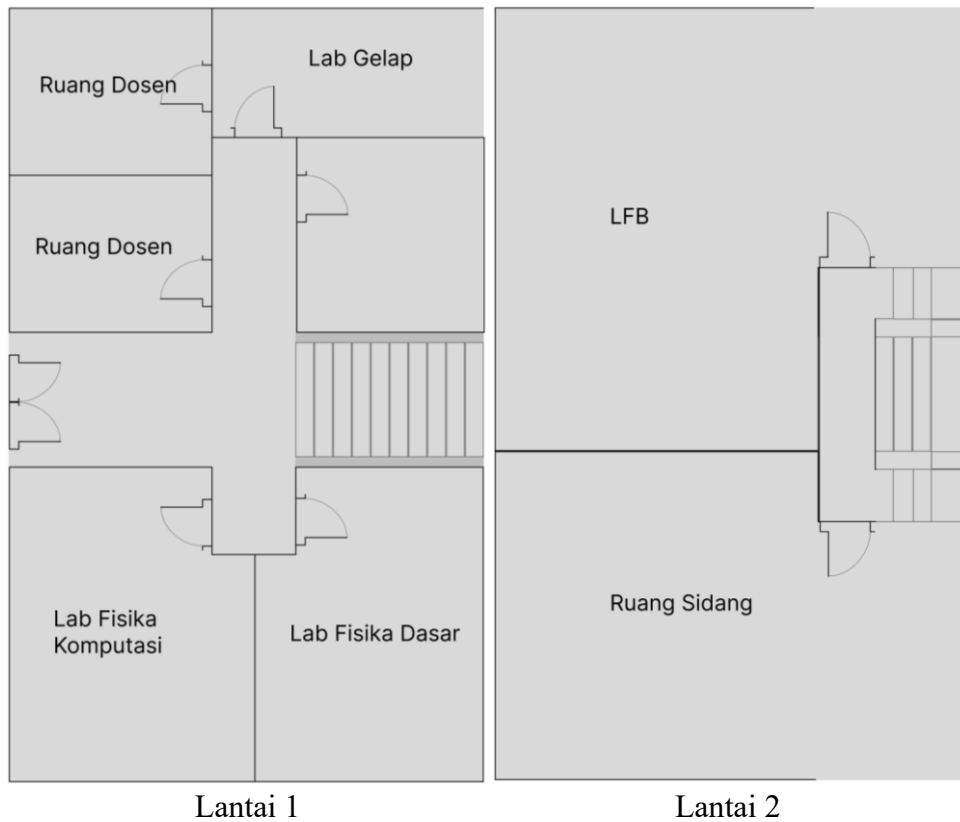 Ruang Dosen
Lab Gelap
Ruang Dosen
Lab Fisika
Komputasi
Lab Fisika Dasar
Lantai 1
LFB
Ruang Sidang
Lantai 2